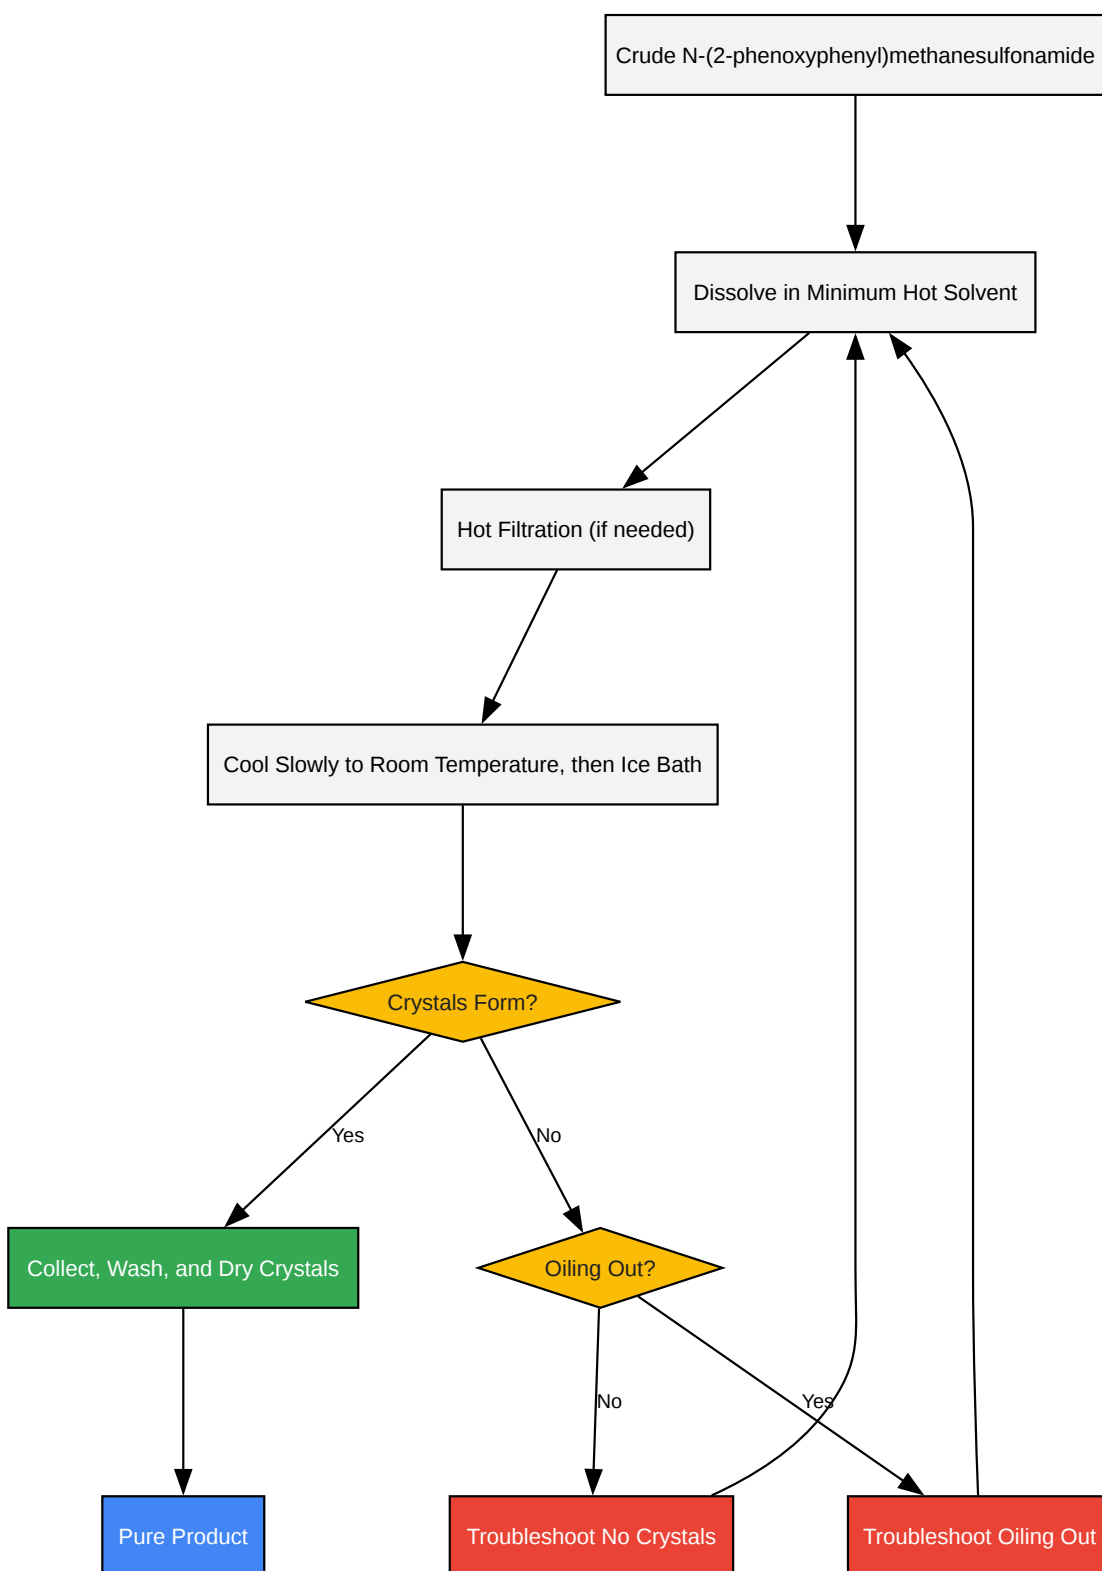 Crude N-(2-phenoxyphenyl)methanesulfonamide
Dissolve in Minimum Hot Solvent
Hot Filtration (if needed)
Cool Slowly to Room Temperature, then Ice Bath
Crystals Form?
Yes
No
Collect, Wash, and Dry Crystals
Oiling Out?
No
Yes
Pure Product
Troubleshoot No Crystals
Troubleshoot Oiling Out